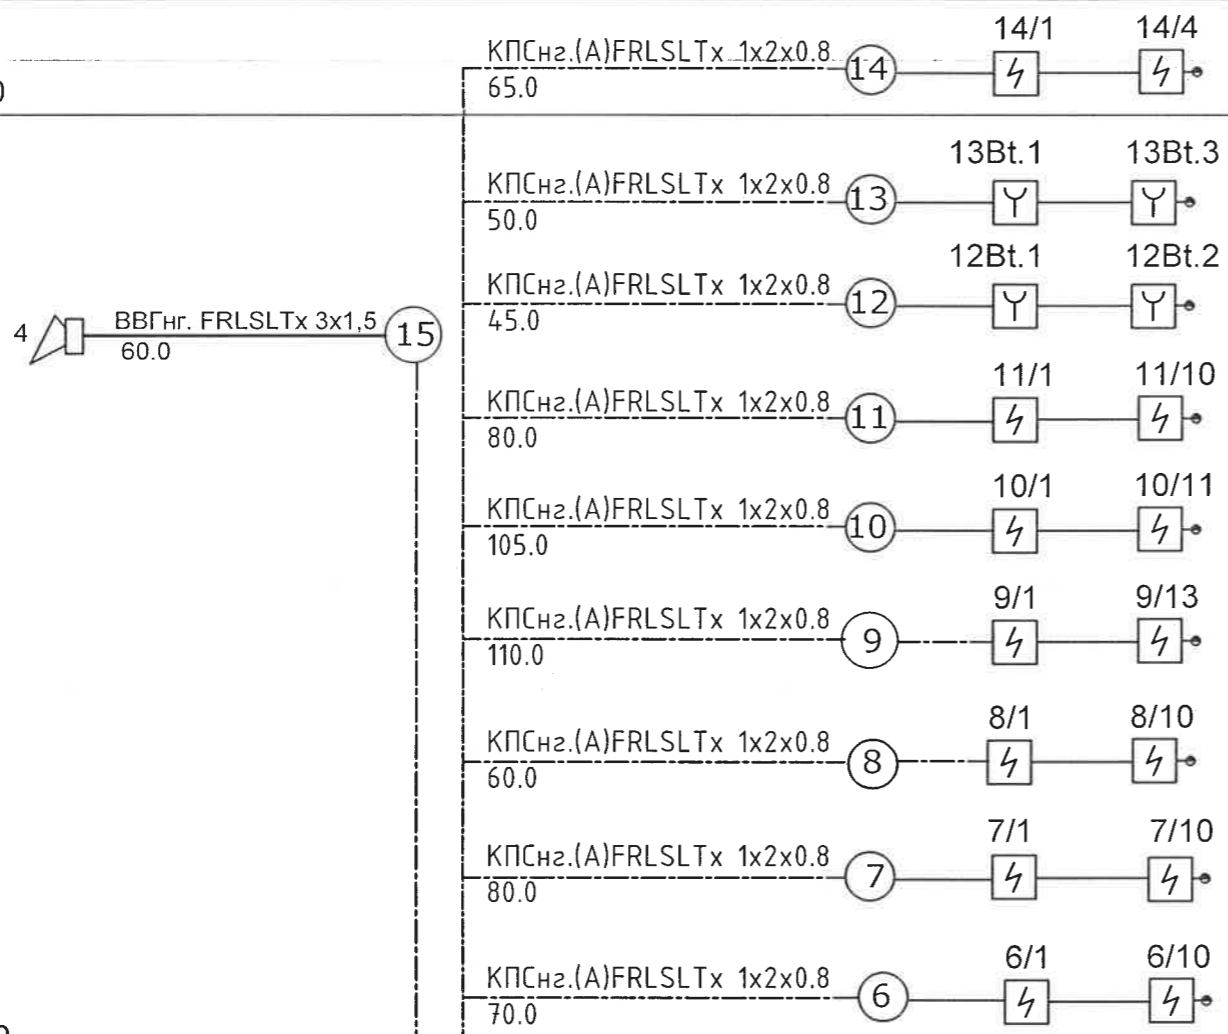 14/1 14/4
КПСнг.(А)FRLSLTx 1x2x0.8 14
65.0
13Bt.1 13Bt.3
КПСнг.(А)FRLSLTx 1x2x0.8 13
50.0
12Bt.1 12Bt.2
КПСнг.(А)FRLSLTx 1x2x0.8 12
45.0
4 ВВГнг. FRLSLTx 3x1,5 15
60.0
11/1 11/10
КПСнг.(А)FRLSLTx 1x2x0.8 11
80.0
10/1 10/11
КПСнг.(А)FRLSLTx 1x2x0.8 10
105.0
9/1 9/13
КПСнг.(А)FRLSLTx 1x2x0.8 9
110.0
8/1 8/10
КПСнг.(А)FRLSLTx 1x2x0.8 8
60.0
7/1 7/10
КПСнг.(А)FRLSLTx 1x2x0.8 7
80.0
6/1 6/10
КПСнг.(А)FRLSLTx 1x2x0.8 6
70.0